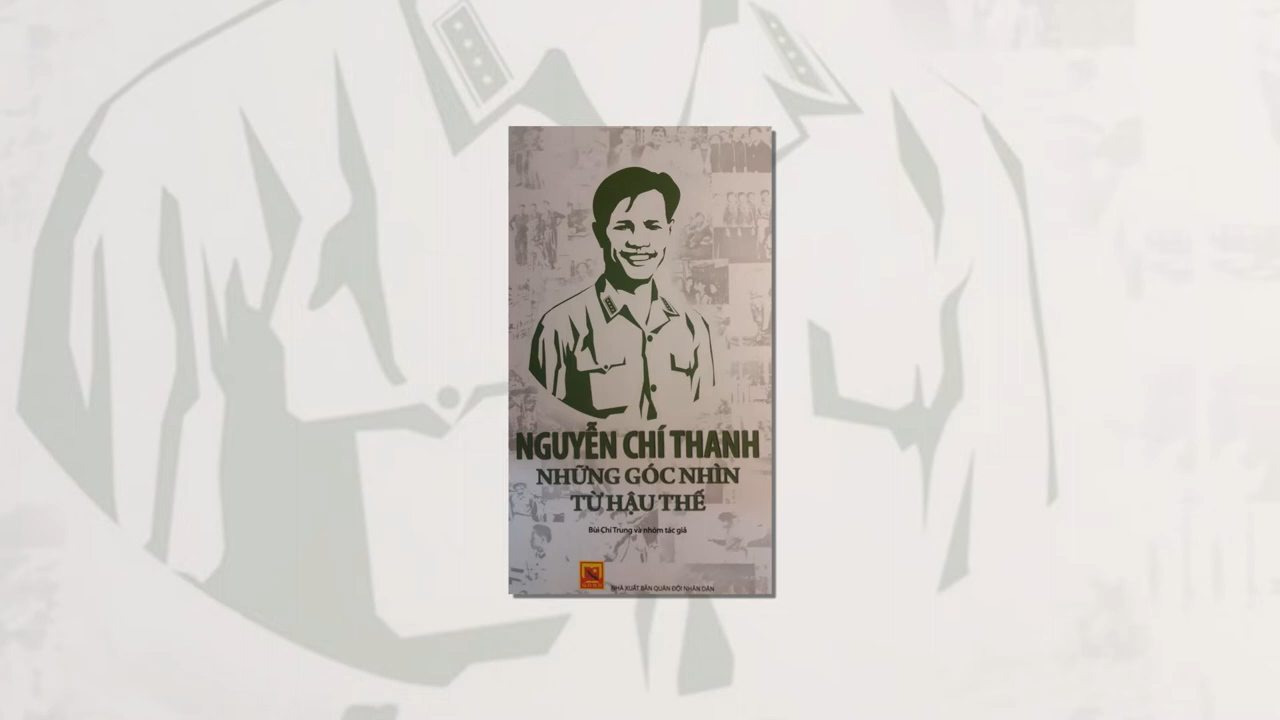 NGUYỄN CHÍ THANH
NHỮNG GÓC NHÌN
TỪ HẬU THẾ
Bùi Chí Trung và nhóm tác giả
NHÀ XUẤT BẢN QUÂN ĐỘI NHÂN DÂN